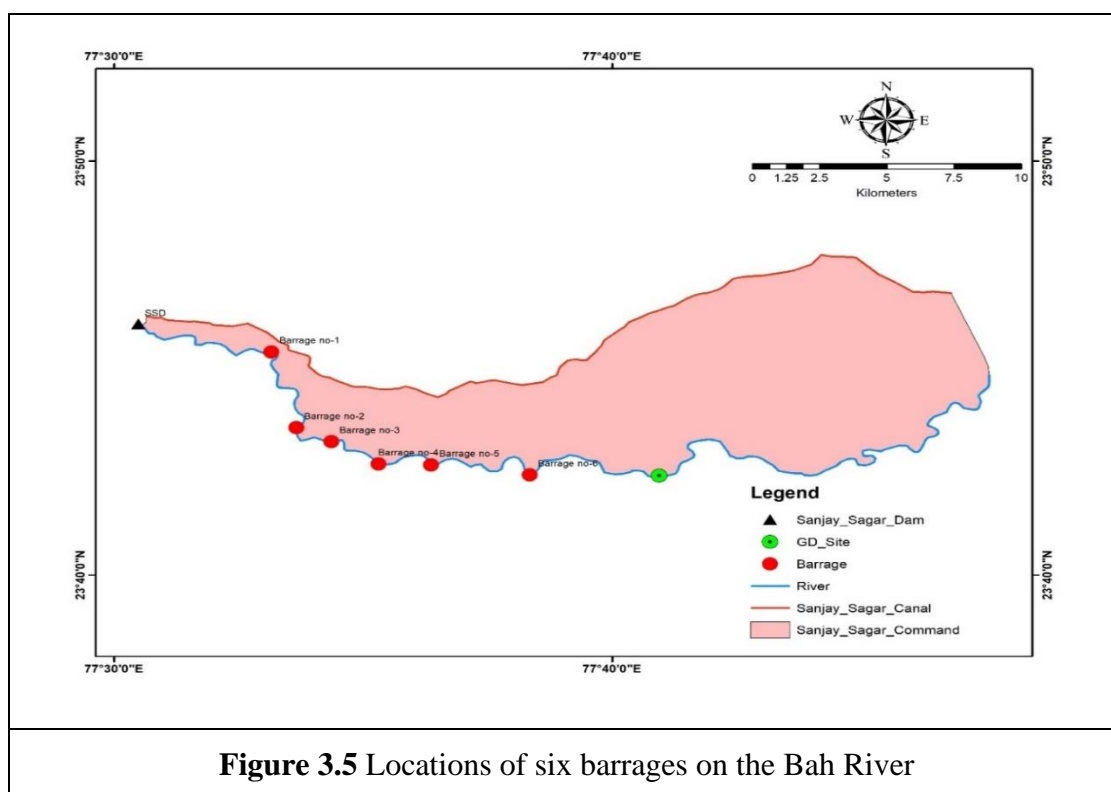 77°30'0"E 77°40'0"E
N
W E
S
23°50'0"N 23°50'0"N
0 1.25 2.5 5 7.5 10
Kilometers
SSD
Barrage no-1
Barrage no-2
Barrage no-3
Barrage no-4 Barrage no-5
Barrage no-6
Legend
Sanjay_Sagar_Dam
GD_Site
Barrage
River
Sanjay_Sagar_Canal
Sanjay_Sagar_Command
23°40'0"N 23°40'0"N
77°30'0"E 77°40'0"E
Figure 3.5 Locations of six barrages on the Bah River